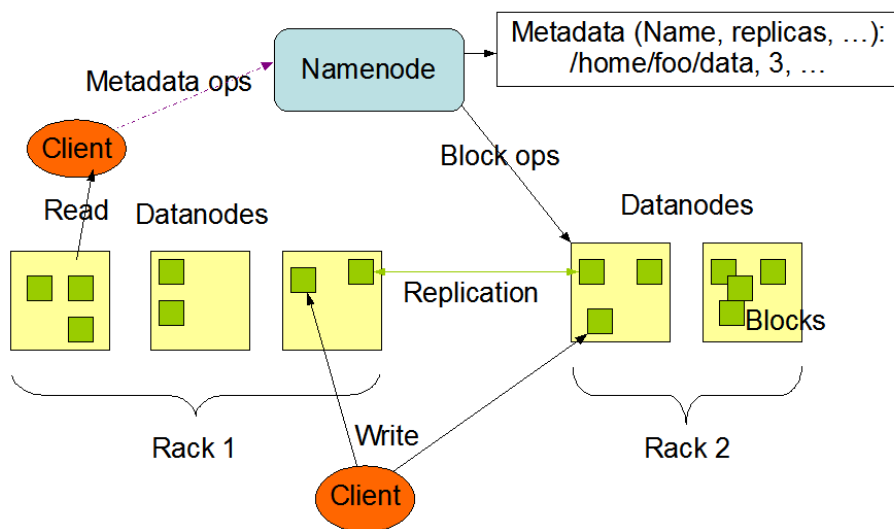 Metadata (Name, replicas, …):
/home/foo/data, 3, …
Namenode
Metadata ops
Client
Block ops
Read
Datanodes
Datanodes
Replication
Blocks
Rack 1
Write
Rack 2
Client